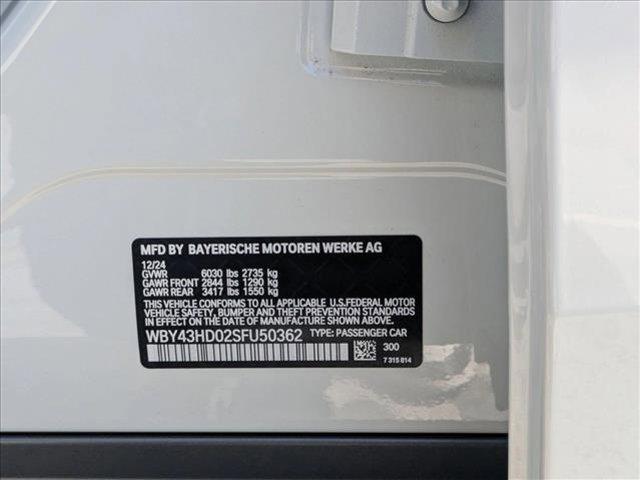 MFD BY BAYERISCHE MOTOREN WERKE AG
12/24
GVWR 6030 lbs 2735 kg
GAWR FRONT 2844 lbs 1290 kg
GAWR REAR 3417 lbs 1550 kg
THIS VEHICLE CONFORMS TO ALL APPLICABLE U.S.FEDERAL MOTOR
VEHICLE SAFETY, BUMPER AND THEFT PREVENTION
STANDARDS IN EFFECT ON THE DATE OF MANUFACTURE SHOWN ABOVE.
WBY43HD02SFU50362 TYPE: PASSENGER CAR
300
7 315 814